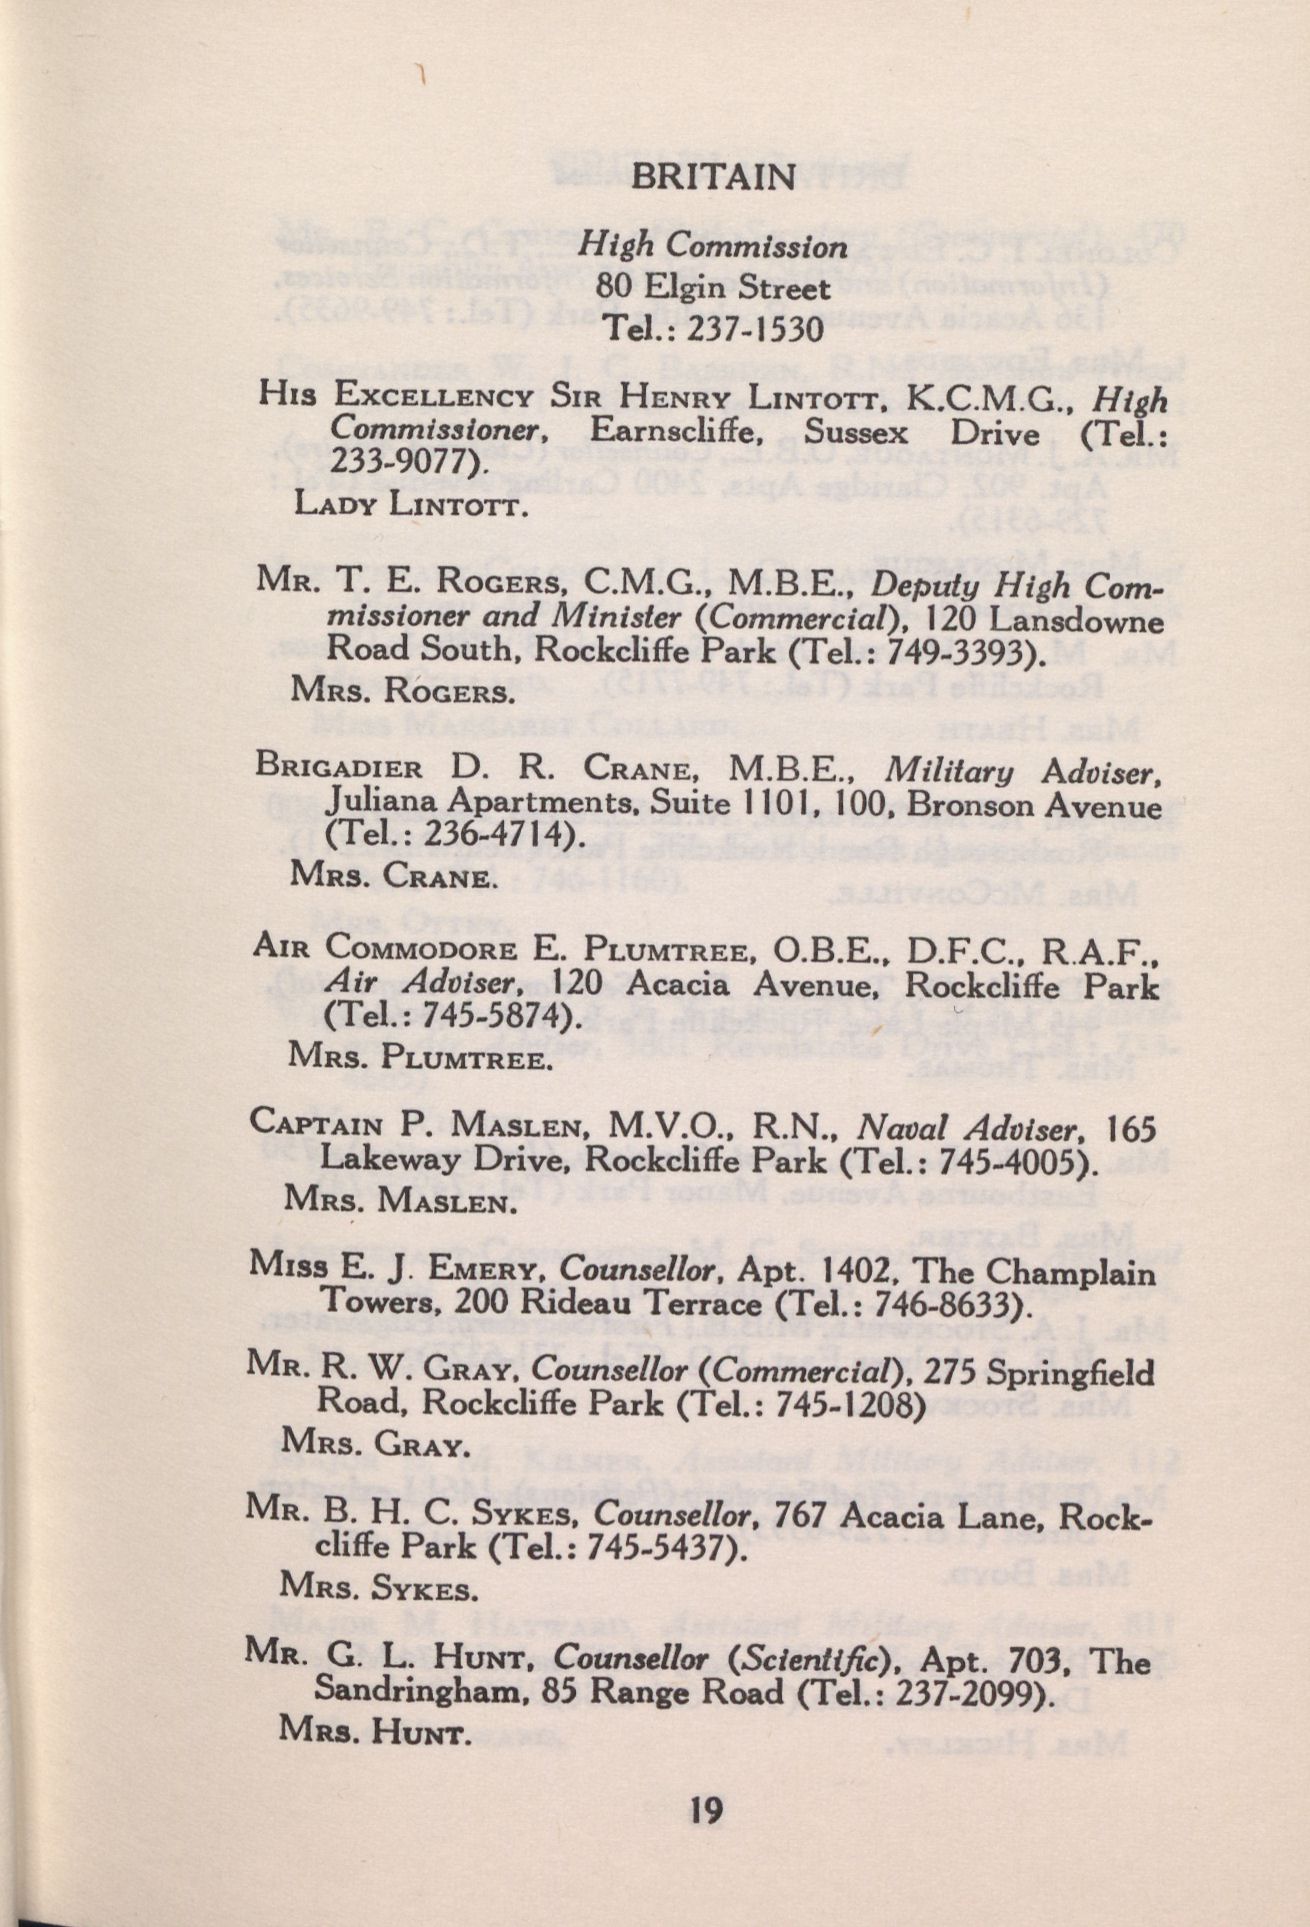 BRITAIN
High Commission
80 Elgin Street
Tel.: 237-1530
His Excellency Sir Henry Lintott, K.C.M.G., High
Commissioner, Earnscliffe, Sussex Drive (Tel.:
233-9077).
Lady Lintott.
Mr. T. E. Rogers, C.M.G., M.B.E., Deputy High Com-
missioner and Minister (Commercial), 120 Lansdowne
Road South, Rockcliffe Park (Tel.: 749-3393).
Mrs. Rogers.
Brigadier D. R. Crane, M.B.E., Military Adviser,
Juliana Apartments, Suite 1101, 100, Bronson Avenue
(Tel.: 236-4714).
Mrs. Crane.
Air Commodore E. Plumtree, O.B.E., D.F.C., R.A.F.,
Air Adviser, 120 Acacia Avenue, Rockcliffe Park
(Tel.: 745-5874).
Mrs. Plumtree.
Captain P. Maslen, M.V.O., R.N., Naval Adviser, 165
Lakeway Drive, Rockcliffe Park (Tel.: 745-4005).
Mrs. Maslen.
Miss E. J. Emery, Counsellor, Apt. 1402, The Champlain
Towers, 200 Rideau Terrace (Tel.: 746-8633).
Mr. R. W. Gray, Counsellor (Commercial), 275 Springfield
Road, Rockcliffe Park (Tel.: 745-1208)
Mrs. Gray.
Mr. B. H. C. Sykes, Counsellor, 767 Acacia Lane, Rock-
cliffe Park (Tel.: 745-5437).
Mrs. Sykes.
Mr. G. L. Hunt, Counsellor (Scientific), Apt. 703, The
Sandringham, 85 Range Road (Tel.: 237-2099).
Mrs. Hunt.
19